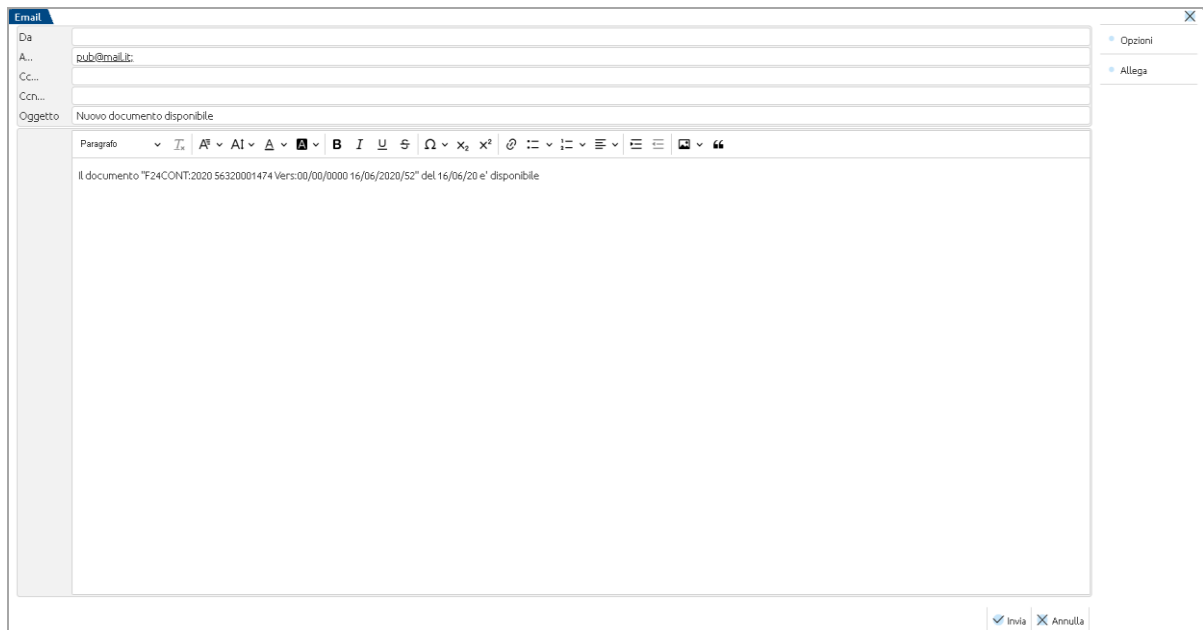 Email
Da
A... pub@mail.it;
Cc...
Ccn...
Oggetto Nuovo documento disponibile
Opzioni
Allega
Paragrafo
Il documento "F24CONT:2020 56320001474 Vers:00/00/0000 16/06/2020/52" del 16/06/20 e' disponibile
Invia Annulla